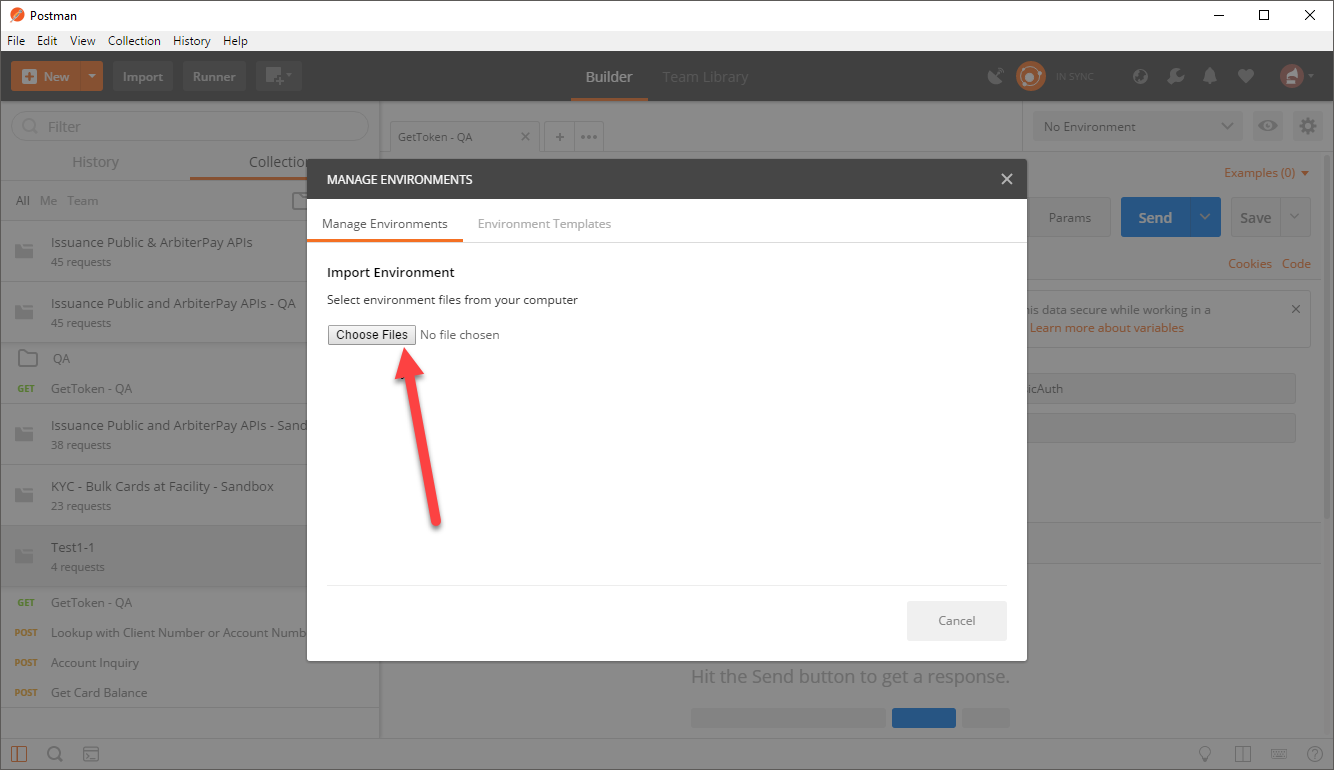 Postman
File Edit View Collection History Help
New Import Runner Builder Team Library IN SYNC
Filter
GetToken - QA
No Environment
History Collectio
All Me Team
Issuance Public & ArbiterPay APIs
45 requests
Issuance Public and ArbiterPay APIs - QA
45 requests
QA
GET GetToken - QA
Issuance Public and ArbiterPay APIs - Sand
38 requests
KYC - Bulk Cards at Facility - Sandbox
23 requests
Test1-1
4 requests
GET GetToken - QA
POST Lookup with Client Number or Account Numb
POST Account Inquiry
POST Get Card Balance
MANAGE ENVIRONMENTS
Manage Environments Environment Templates
Import Environment
Select environment files from your computer
Choose Files No file chosen
Cancel
Examples (0)
Params Send Save
Cookies Code
his data secure while working in a
Learn more about variables
icAuth
Hit the Send button to get a response.